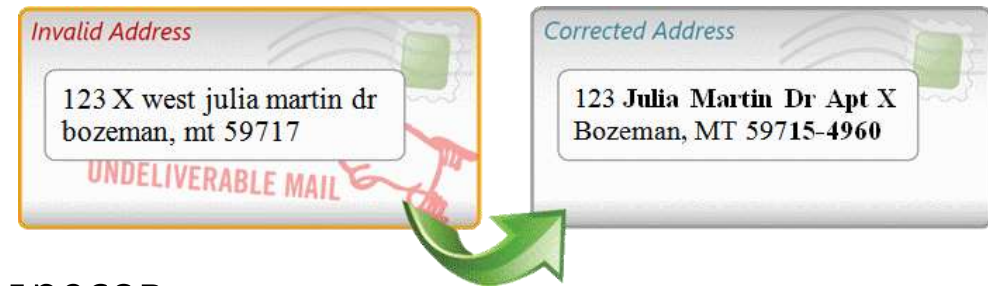 Invalid Address
123 X west julia martin dr
bozeman, mt 59717
UNDELIVERABLE MAIL
Corrected Address
123 Julia Martin Dr Apt X
Bozeman, MT 59715-4960